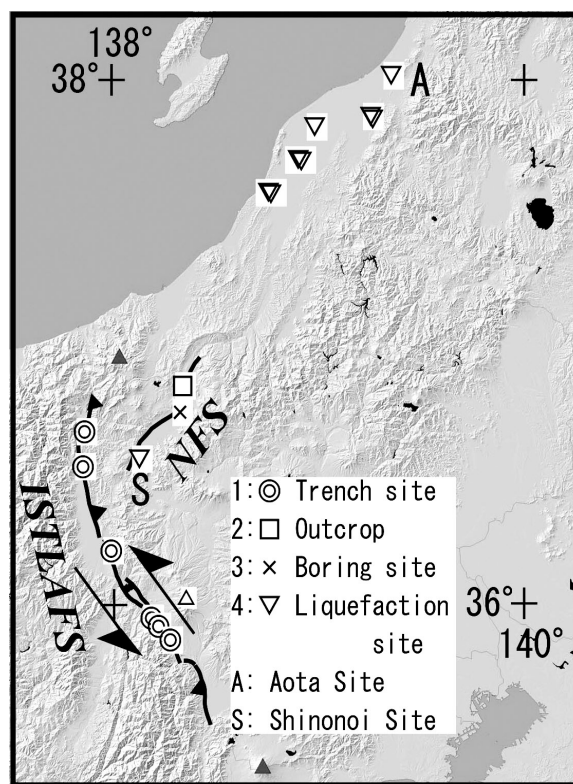 138°
38°
A
NFS
S
ISTLAFS
1: ◎ Trench site
2: □ Outcrop
3: × Boring site
4: ▽ Liquefaction
site
A: Aota Site
S: Shinonoi Site
36°
140°